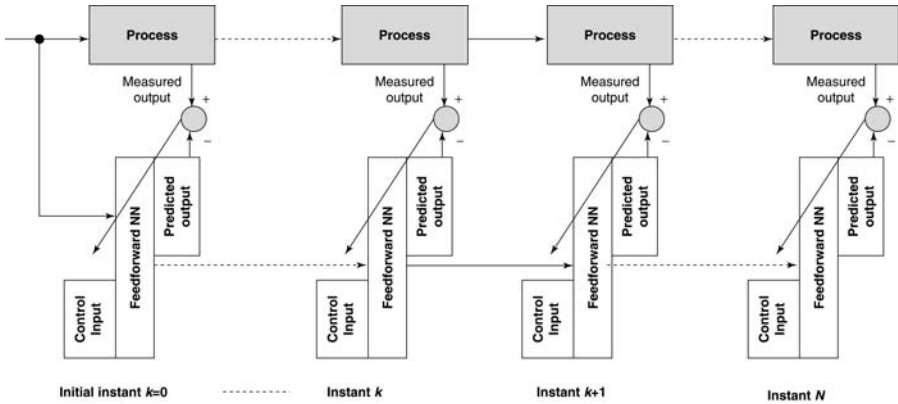 Process
Process
Process
Process
Measured
output
+
−
Measured
output
+
−
Measured
output
+
−
Measured
output
+
−
Control
Input
Feedforward NN
Predicted
output
Control
Input
Feedforward NN
Predicted
output
Control
Input
Feedforward NN
Predicted
output
Control
Input
Feedforward NN
Predicted
output
Initial instant k=0
Instant k
Instant k+1
Instant N